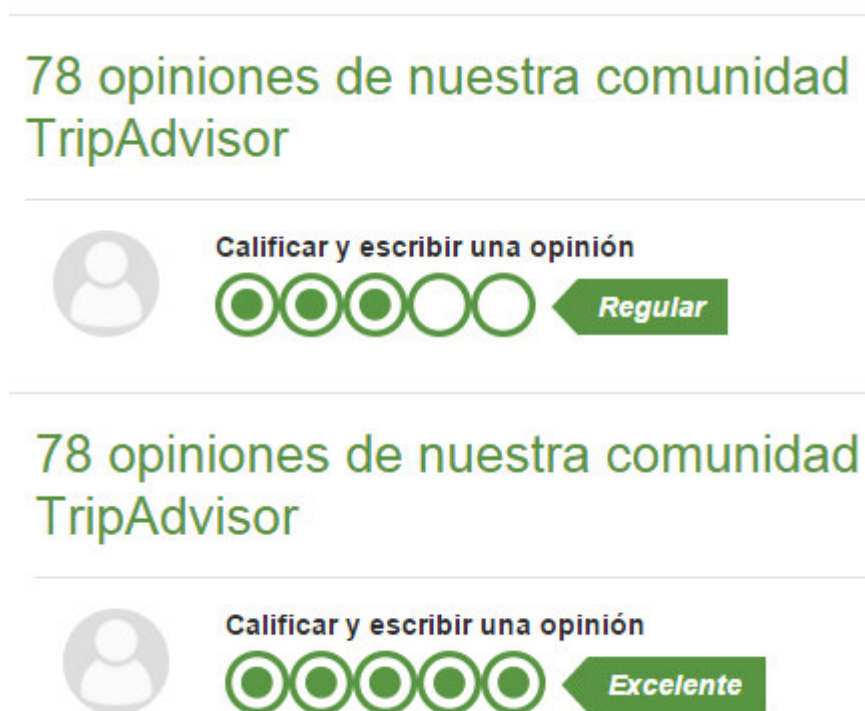 78 opiniones de nuestra comunidad
TripAdvisor
Calificar y escribir una opinión
Regular
78 opiniones de nuestra comunidad
TripAdvisor
Calificar y escribir una opinión
Excelente